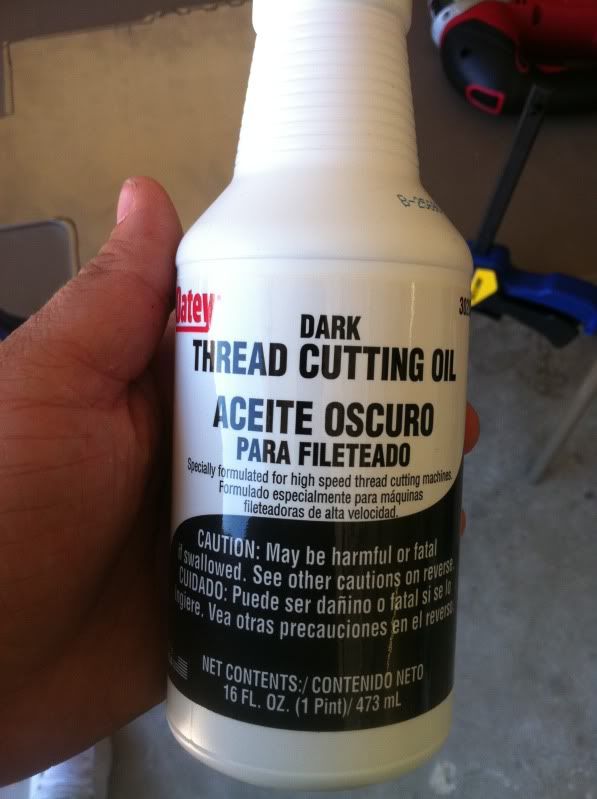 Oatey
DARK
THREAD CUTTING OIL
ACEITE OSCURO
PARA FILETEADO
Specially formulated for high speed thread cutting machines.
Formulado especialmente para máquinas
fileteadoras de alta velocidad.
CAUTION: May be harmful or fatal
if swallowed. See other cautions on reverse.
CUIDADO: Puede ser dañino o fatal si se lo
ingiere. Vea otras precauciones en el reverso.
NET CONTENTS:/ CONTENIDO NETO
16 FL. OZ. (1 Pint)/ 473 mL